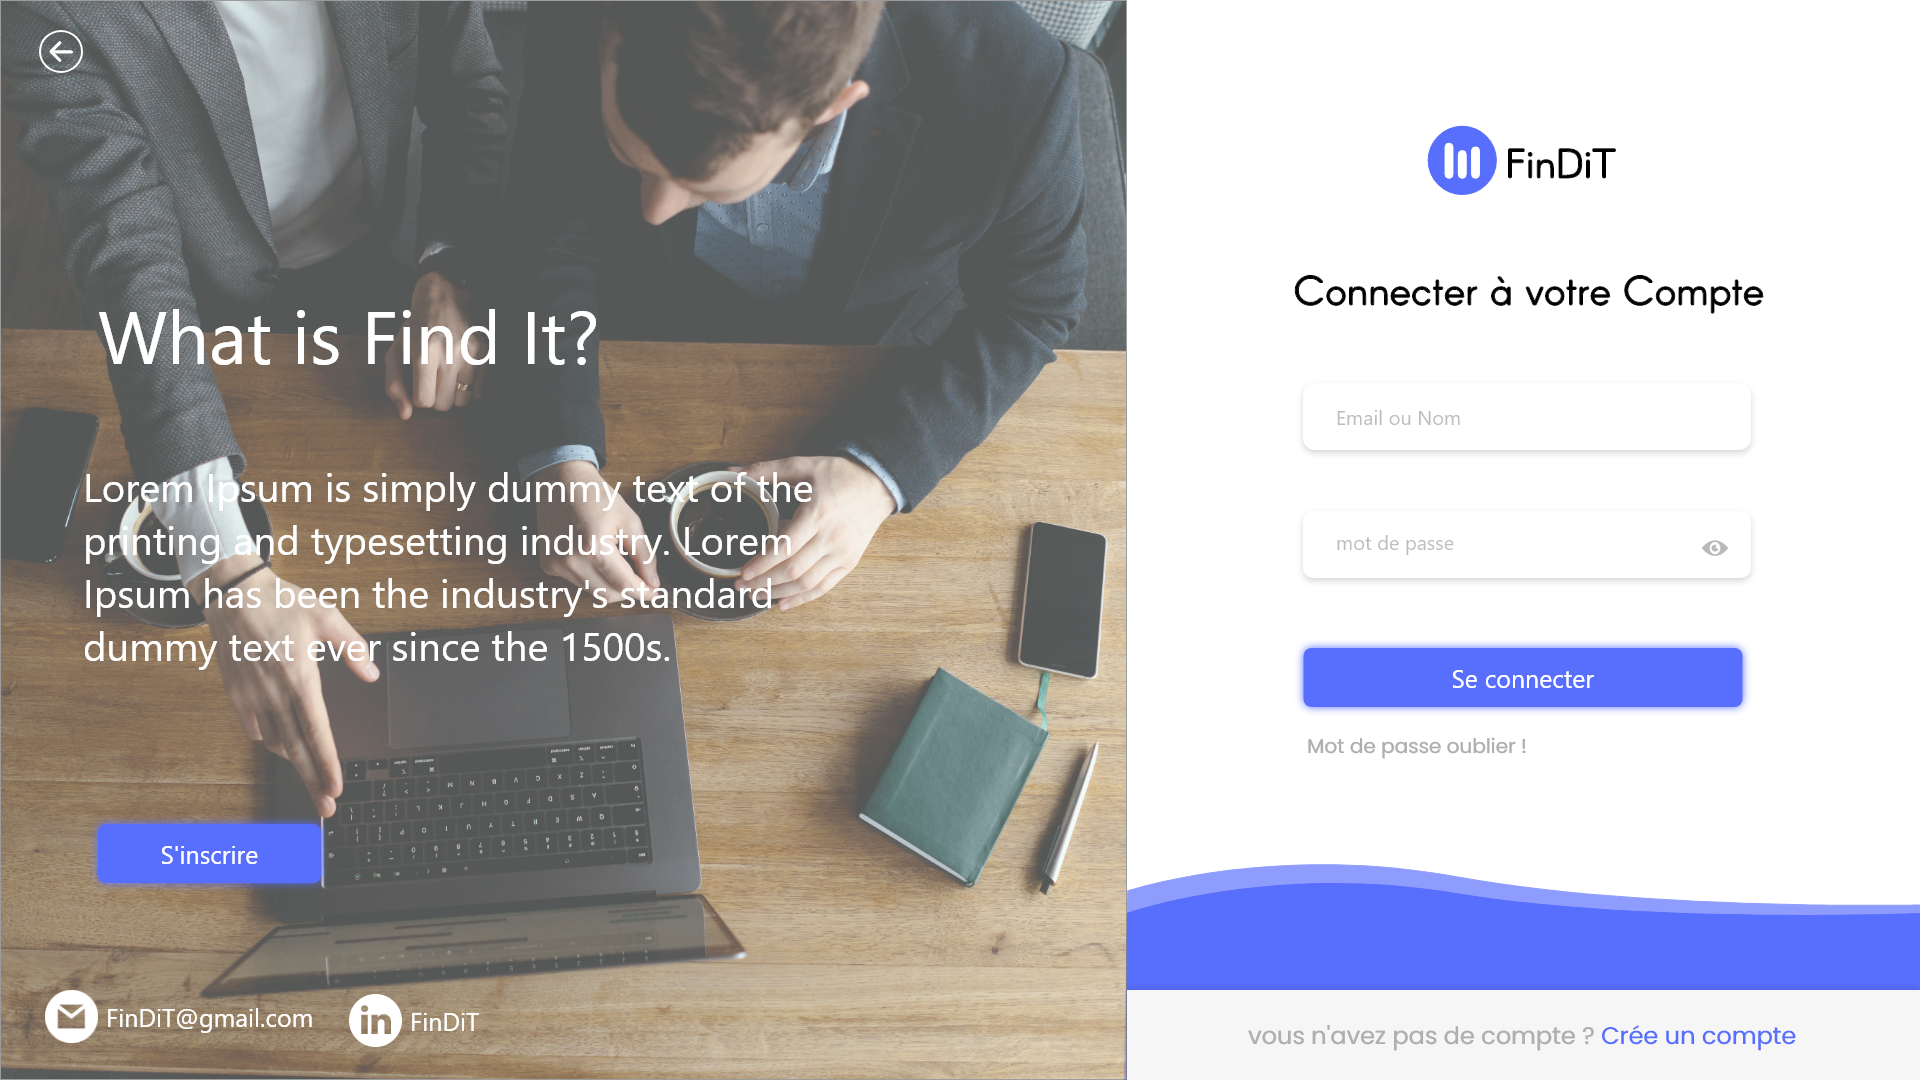 What is Find It?
Lorem Ipsum is simply dummy text of the
printing and typesetting industry. Lorem
Ipsum has been the industry's standard
dummy text ever since the 1500s.
S'inscrire
FinDiT@gmail.com
FinDiT
FinDiT
Connecter à votre Compte
Email ou Nom
mot de passe
Se connecter
Mot de passe oublier !
vous n'avez pas de compte ? Crée un compte